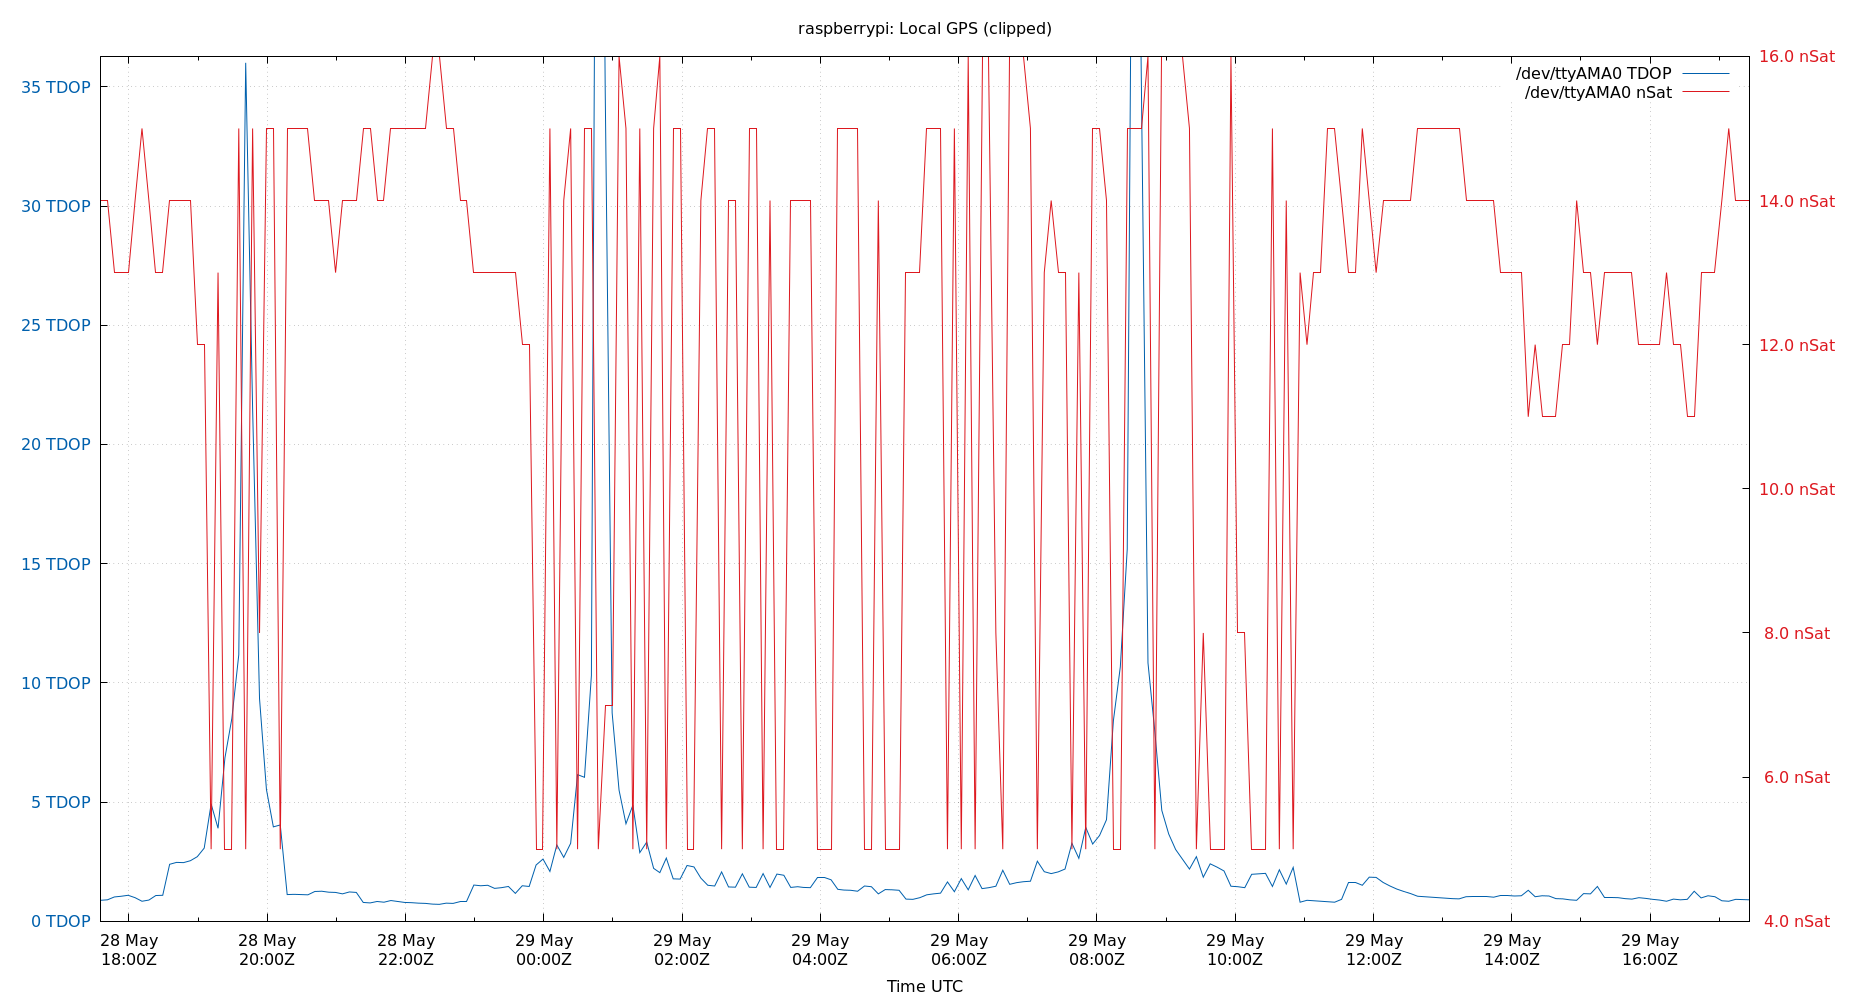 raspberrypi: Local GPS (clipped)
/dev/ttyAMA0 TDOP
/dev/ttyAMA0 nSat
35 TDOP
30 TDOP
25 TDOP
20 TDOP
15 TDOP
10 TDOP
5 TDOP
0 TDOP
16.0 nSat
14.0 nSat
12.0 nSat
10.0 nSat
8.0 nSat
6.0 nSat
4.0 nSat
28 May
18:00Z
28 May
20:00Z
28 May
22:00Z
29 May
00:00Z
29 May
02:00Z
29 May
04:00Z
29 May
06:00Z
29 May
08:00Z
29 May
10:00Z
29 May
12:00Z
29 May
14:00Z
29 May
16:00Z
Time UTC